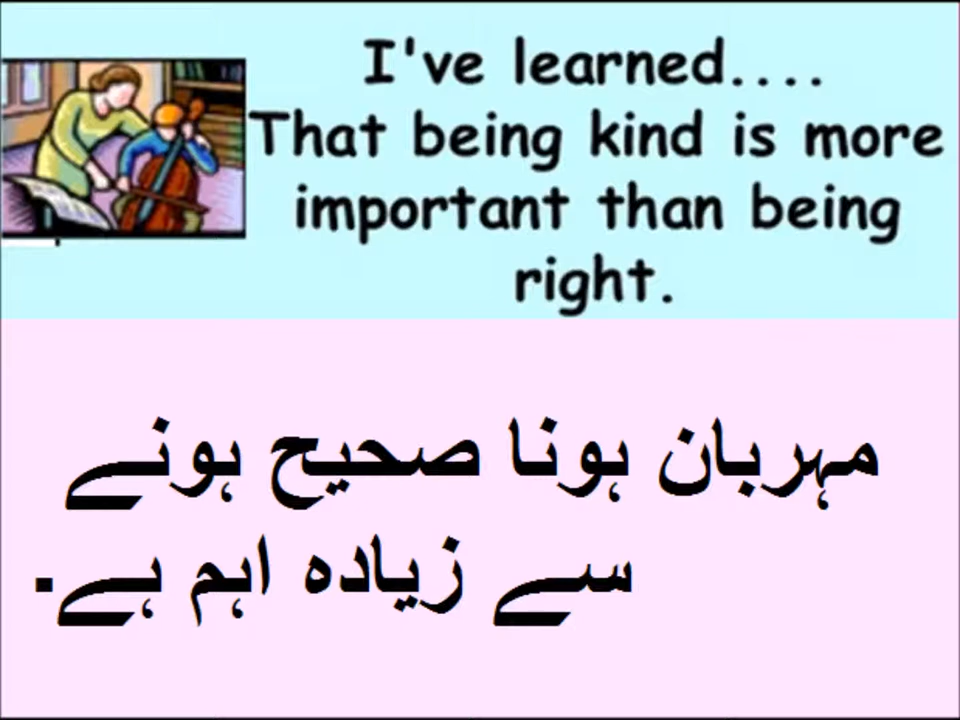 I've learned....
That being kind is more
important than being
right.
مہربان ہونا صحیح ہونے
سے زیادہ اہم ہے.